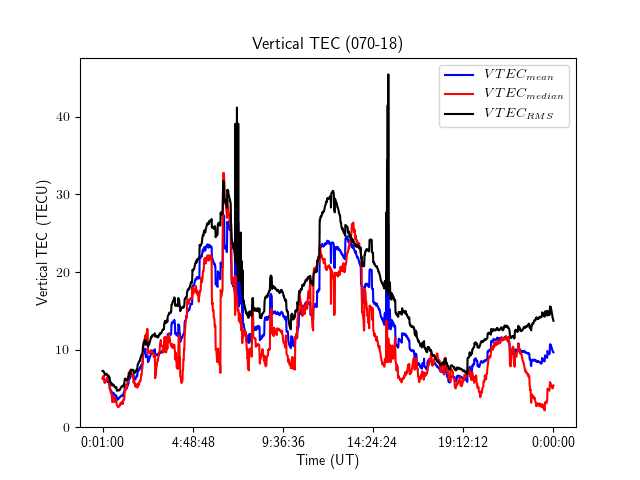 Vertical TEC (070-18)
VTEC_mean
VTEC_median
VTEC_RMS
Vertical TEC (TECU)
40
30
20
10
0
0:01:00 4:48:48 9:36:36 14:24:24 19:12:12 0:00:00
Time (UT)